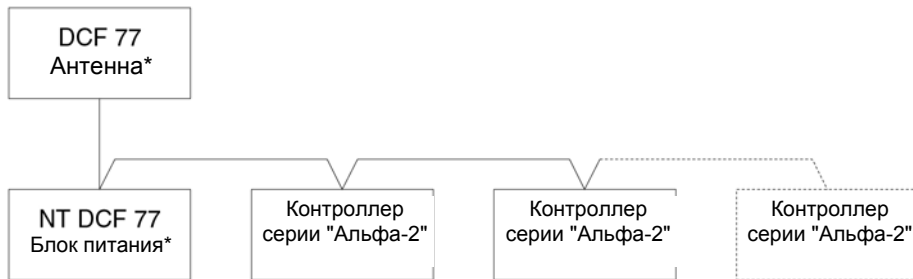 DCF 77
Антенна*
NT DCF 77
Блок питания*
Контроллер
серии "Альфа-2"
Контроллер
серии "Альфа-2"
Контроллер
серии "Альфа-2"